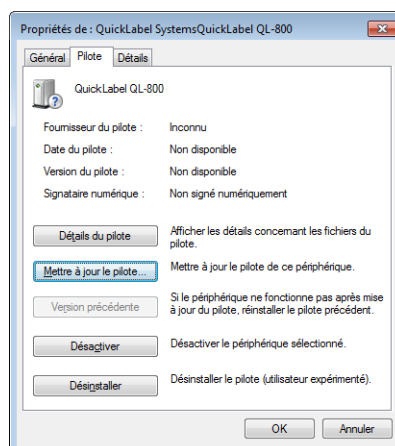 Propriétés de : QuickLabel SystemsQuickLabel QL-800
Général Pilote Détails
QuickLabel QL-800
Fournisseur du pilote : Inconnu
Date du pilote : Non disponible
Version du pilote : Non disponible
Signataire numérique : Non signé numériquement
Détails du pilote
Afficher les détails concernant les fichiers du
pilote.
Mettre à jour le pilote...
Mettre à jour le pilote de ce périphérique.
Version précédente
Si le périphérique ne fonctionne pas après mise
à jour du pilote, réinstaller le pilote précédent.
Désactiver
Désactiver le périphérique sélectionné.
Désinstaller
Désinstaller le pilote (utilisateur expérimenté).
OK Annuler